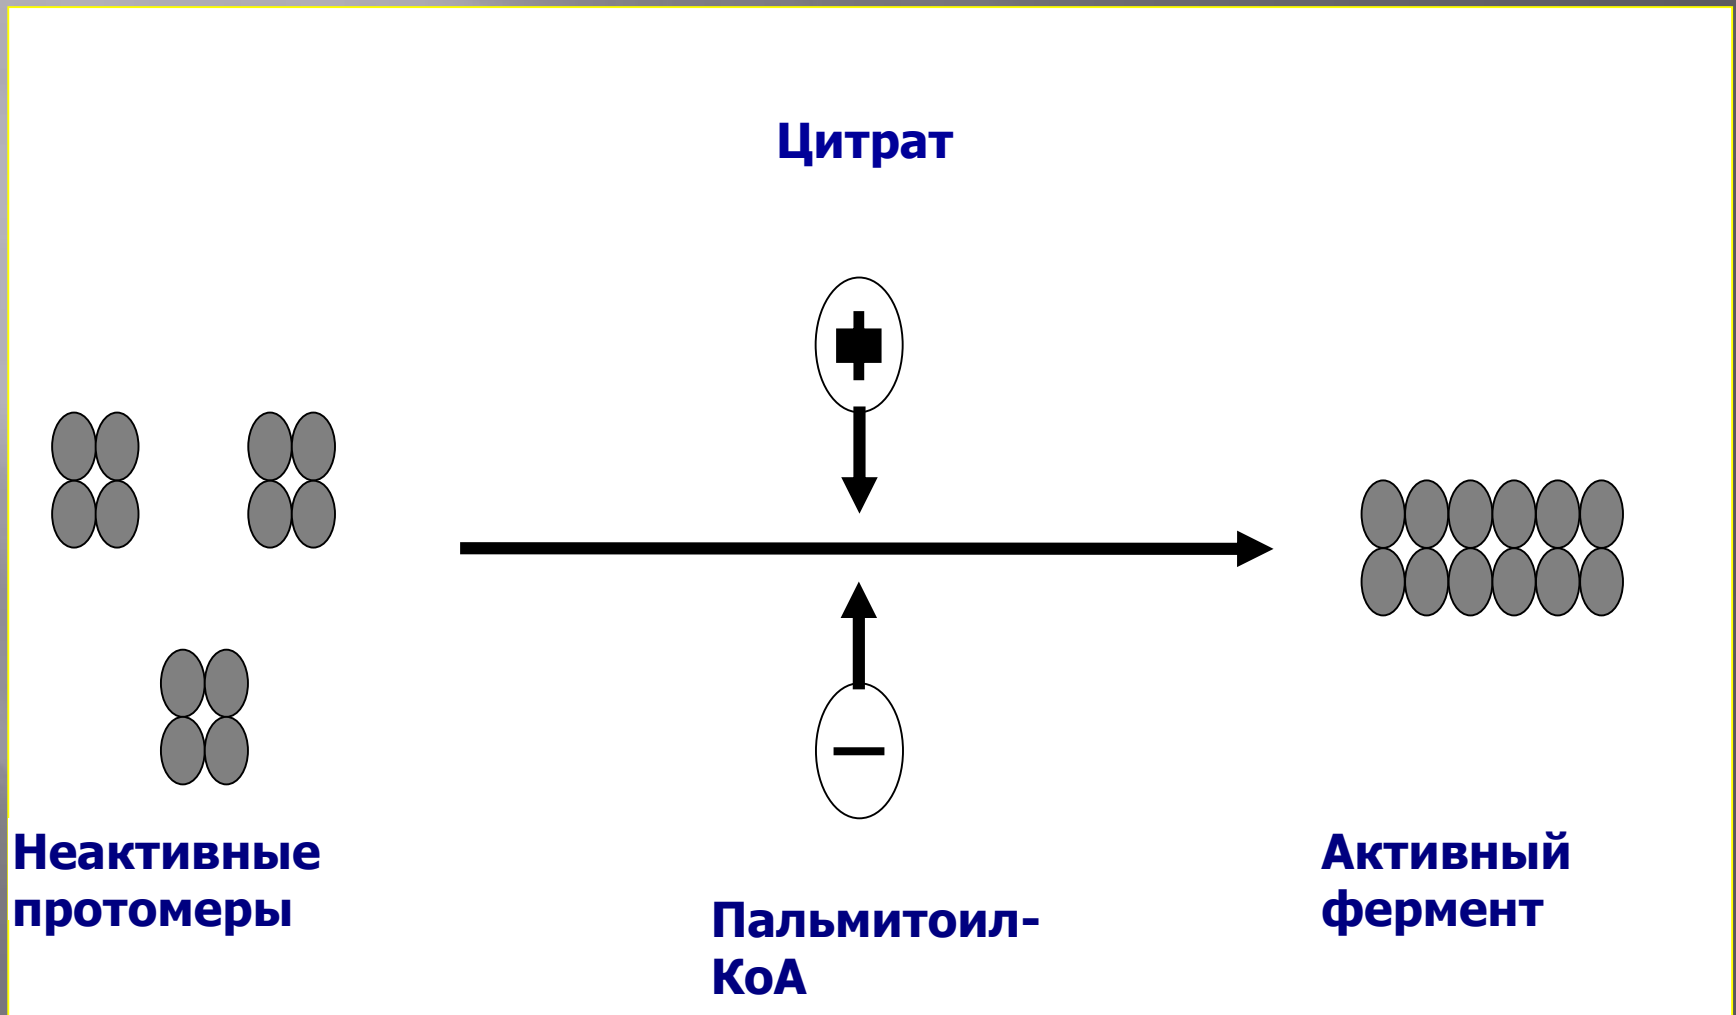 Цитрат
Неактивные
протомеры
Пальмитоил-
КоА
Активный
фермент